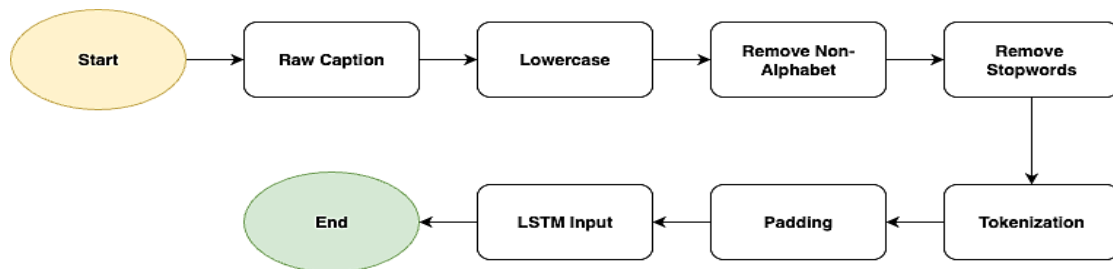 Start
Raw Caption
Lowercase
Remove Non-
Alphabet
Remove
Stopwords
Tokenization
Padding
LSTM Input
End